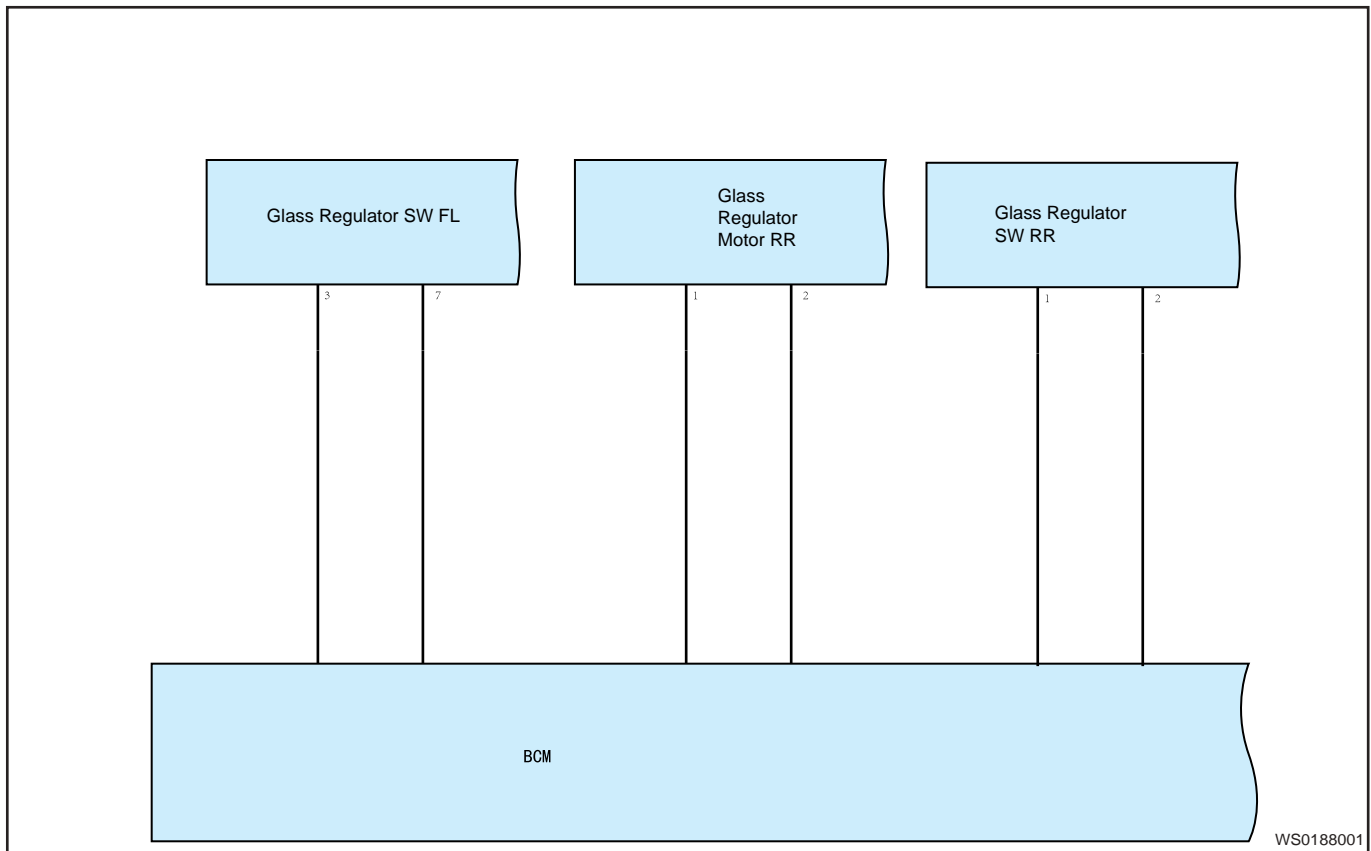 Glass Regulator SW FL
Glass
Regulator
Motor RR
Glass Regulator
SW RR
3
7
1
2
1
2
BCM
WS0188001